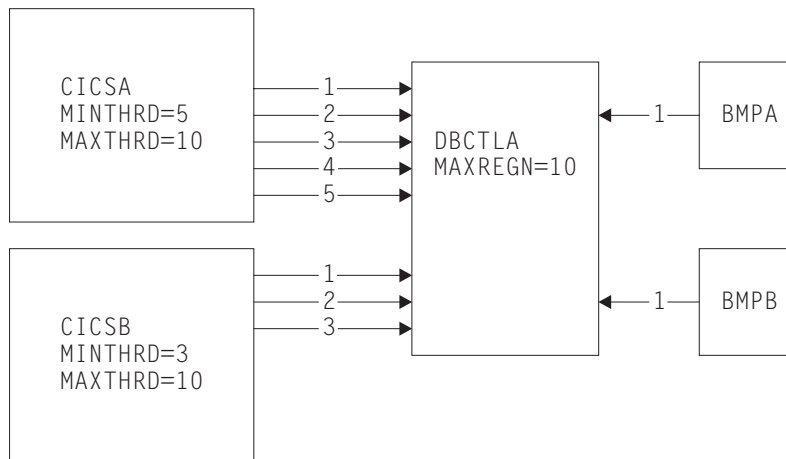 CICSA
MINTHRD=5
MAXTHRD=10
1
2
3
4
5
DBCTLA
MAXREGN=10
1
BMPA
CICSB
MINTHRD=3
MAXTHRD=10
1
2
3
1
BMPB